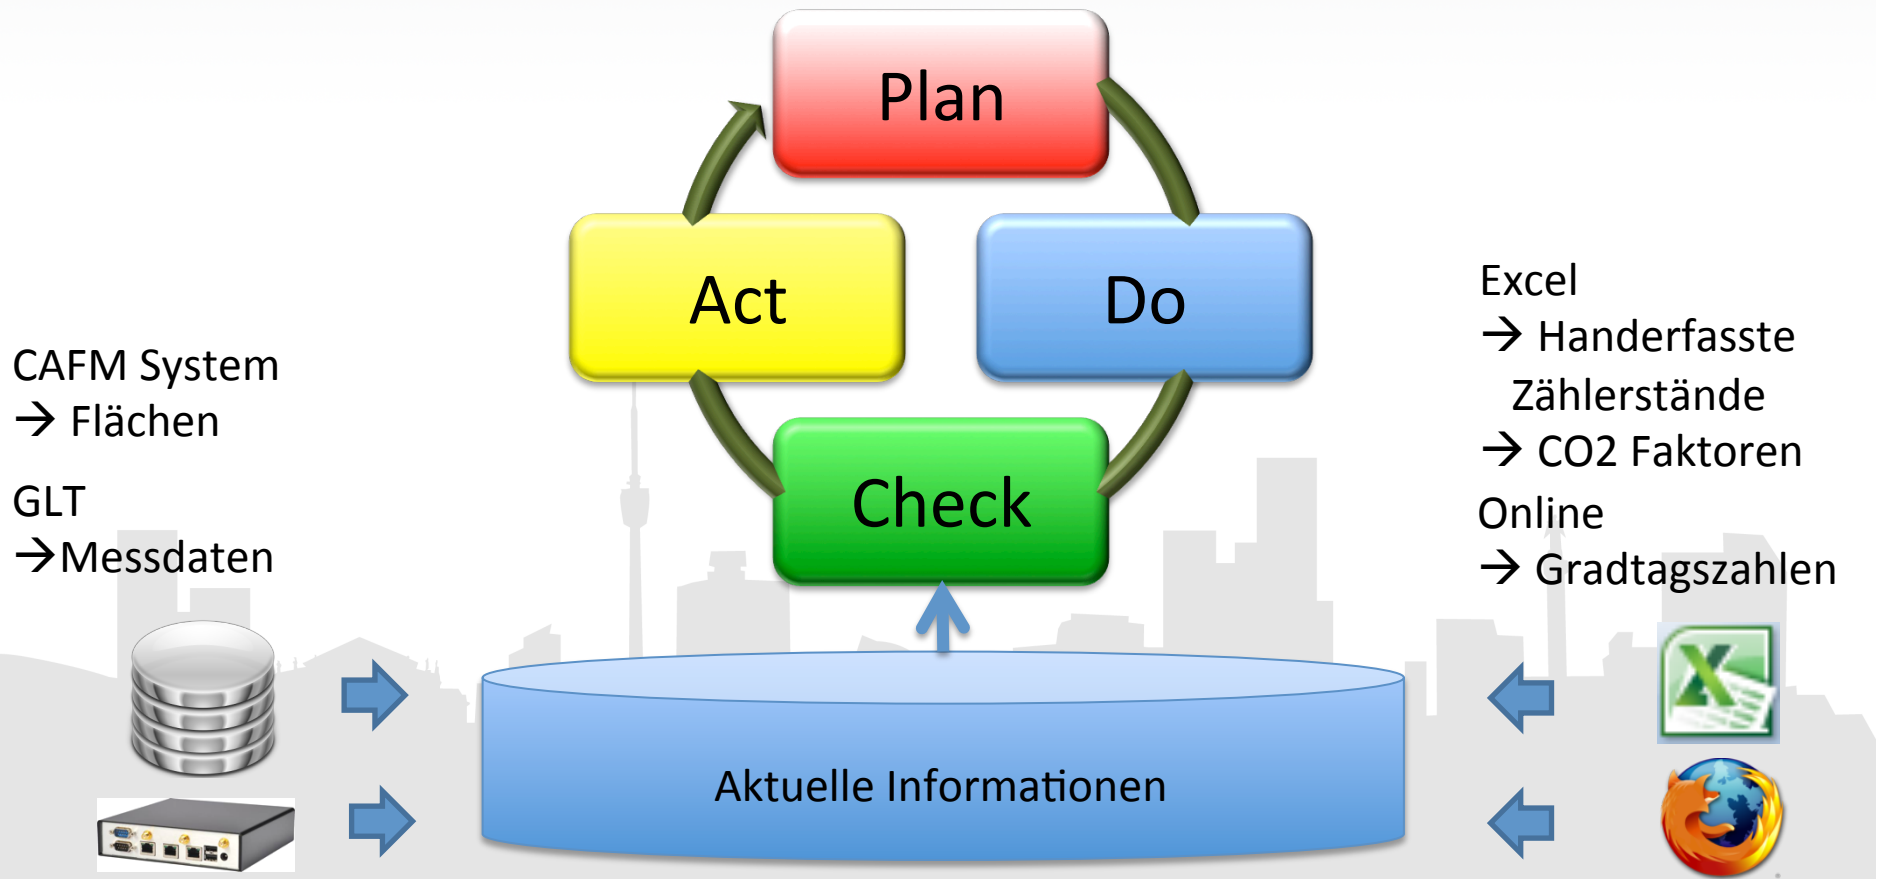 Plan
Act
Do
Check
CAFM System
→ Flächen
GLT
→Messdaten
Excel
→ Handerfasste
Zählerstände
→ CO2 Faktoren
Online
→ Gradtagszahlen
Aktuelle Informationen